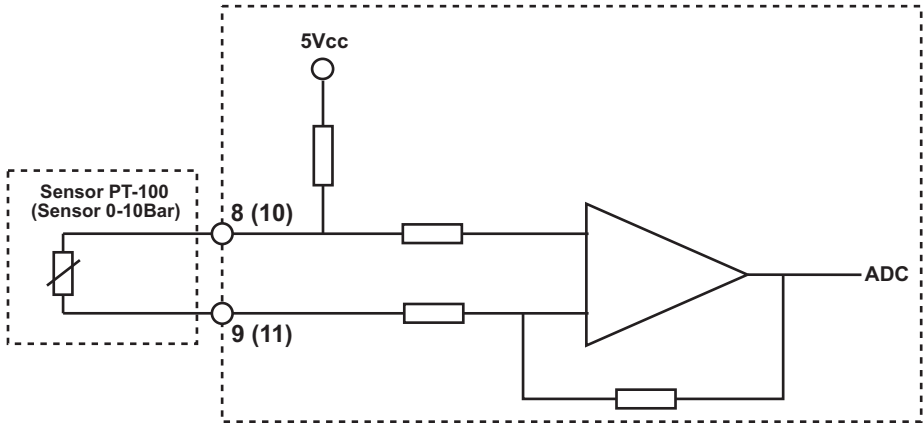 5Vcc
Sensor PT-100
(Sensor 0-10Bar)
8 (10)
ADC
9 (11)